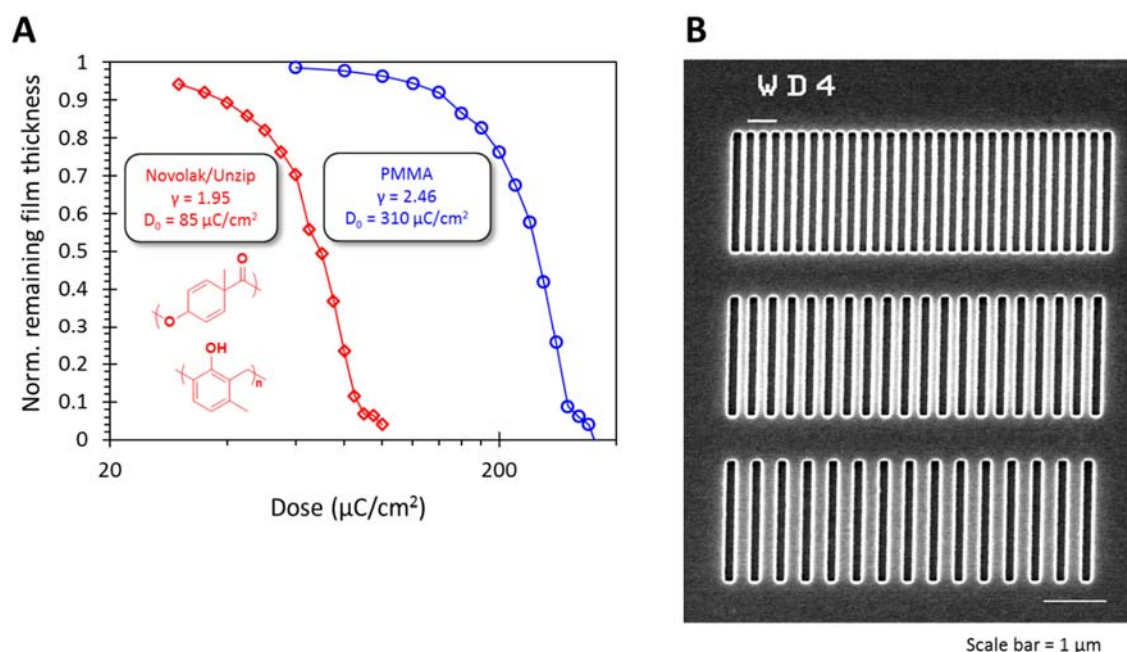 A
B
Norm. remaining film thickness
1
0.9
0.8
0.7
0.6
0.5
0.4
0.3
0.2
0.1
0
Novolak/Unzip
γ = 1.95
D₀ = 85 μC/cm²
PMMA
γ = 2.46
D₀ = 310 μC/cm²
O
O
OH
n
20
200
Dose (μC/cm²)
WD4
Scale bar = 1 μm